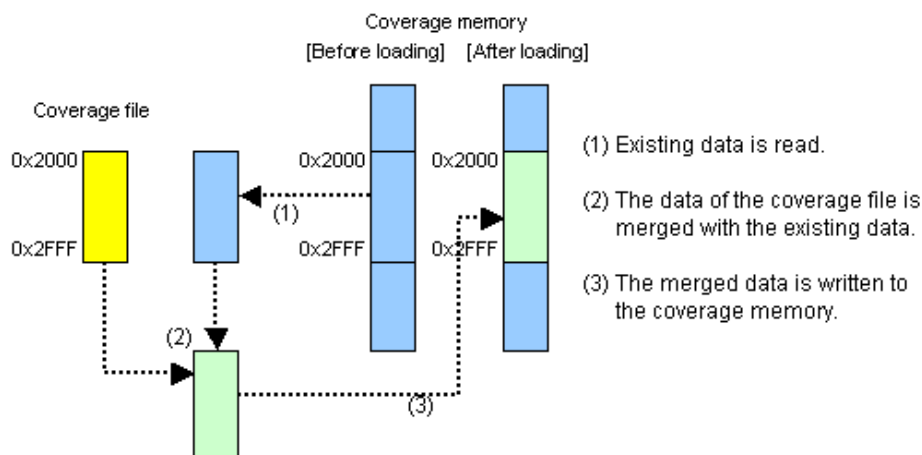 Coverage memory
[Before loading] [After loading]
Coverage file
0x2000
0x2000
0x2000
(1) Existing data is read.
(1)
(2) The data of the coverage file is
merged with the existing data.
0x2FFF
0x2FFF
0x2FFF
(3) The merged data is written to
the coverage memory.
(2)
(3)